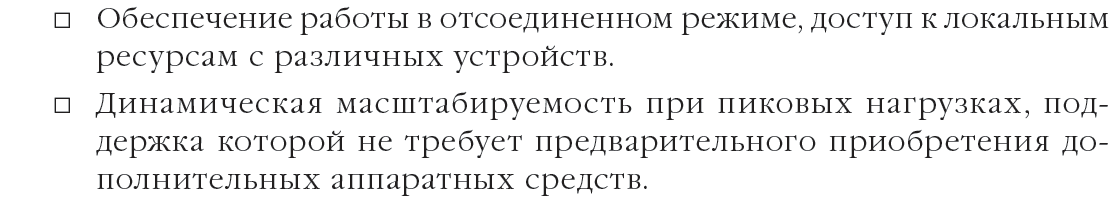 □ Обеспечение работы в отсоединенном режиме, доступ к локальным
ресурсам с различных устройств.
□ Динамическая масштабируемость при пиковых нагрузках, под-
держка которой не требует предварительного приобретения до-
полнительных аппаратных средств.